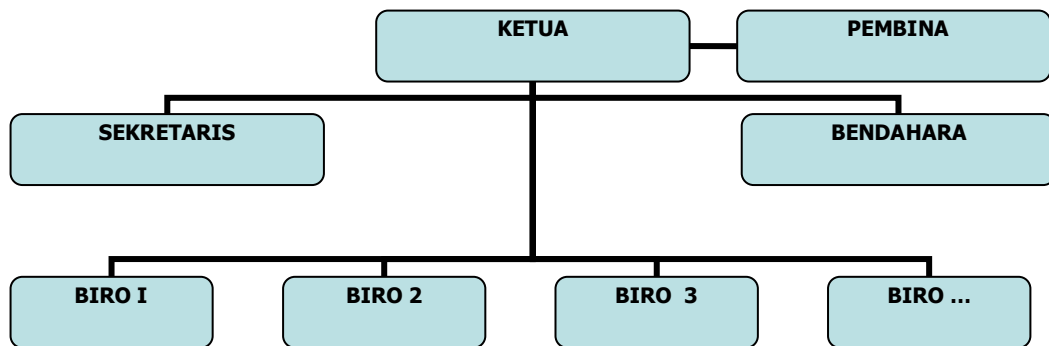 KETUA
PEMBINA
SEKRETARIS
BENDAHARA
BIRO I
BIRO 2
BIRO 3
BIRO ...